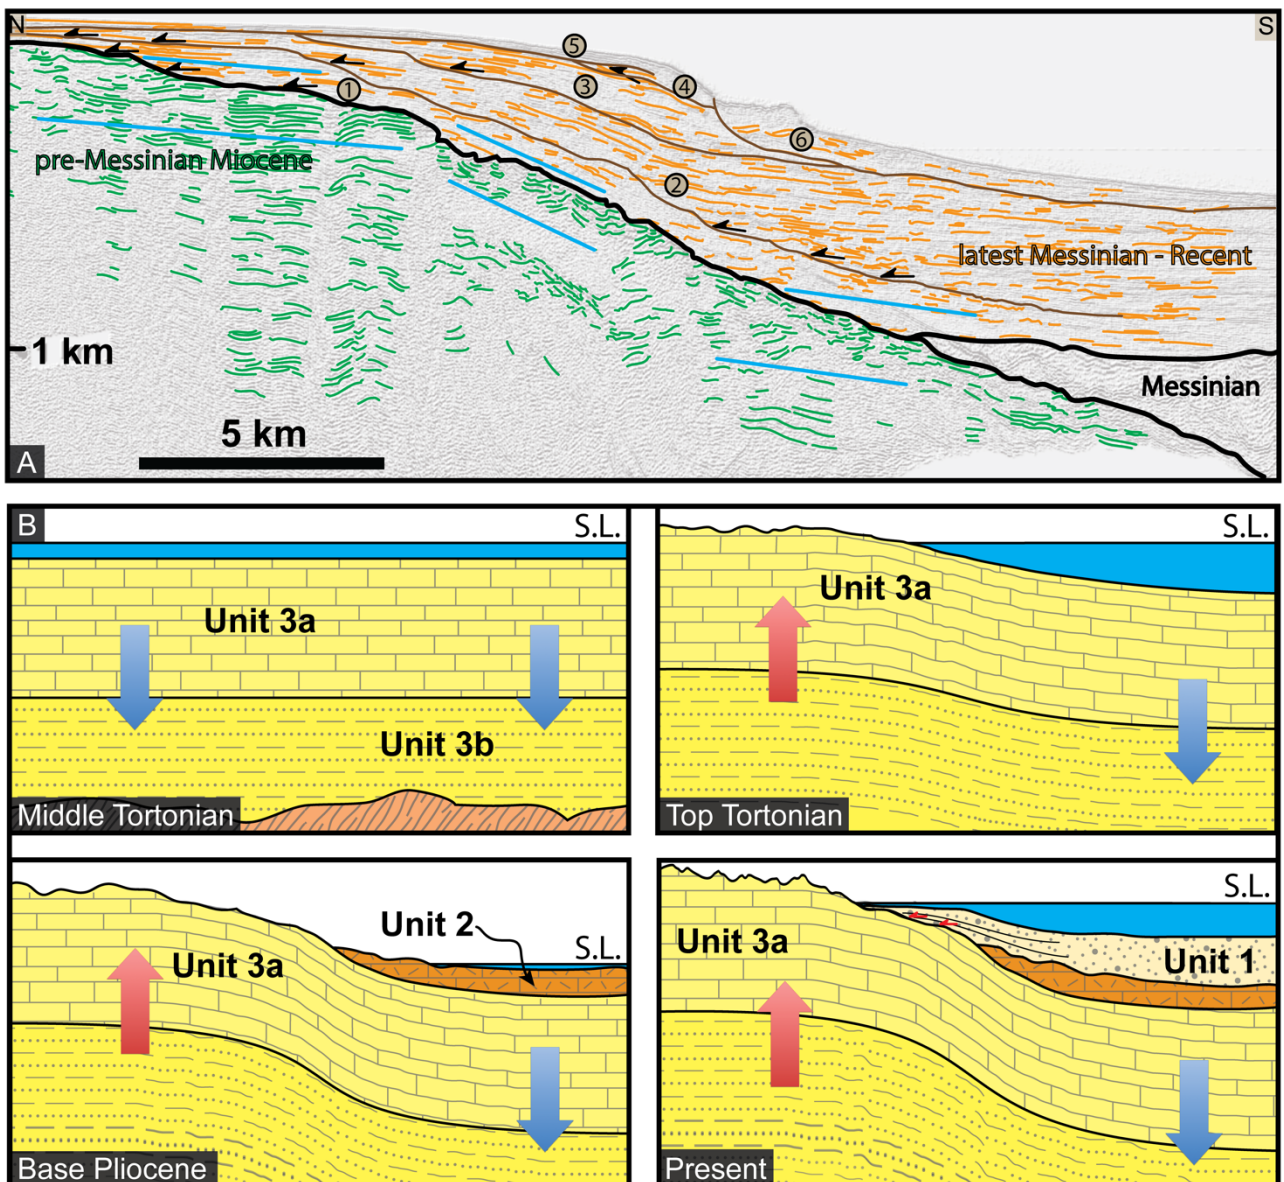 N
S
5
1
3
4
6
pre-Messinian Miocene
2
latest Messinian - Recent
1 km
Messinian
5 km
A
B
S.L.
Unit 3a
Unit 3b
Middle Tortonian
S.L.
Unit 3a
Top Tortonian
Unit 2
S.L.
Unit 3a
Base Pliocene
S.L.
Unit 3a
Unit 1
Present